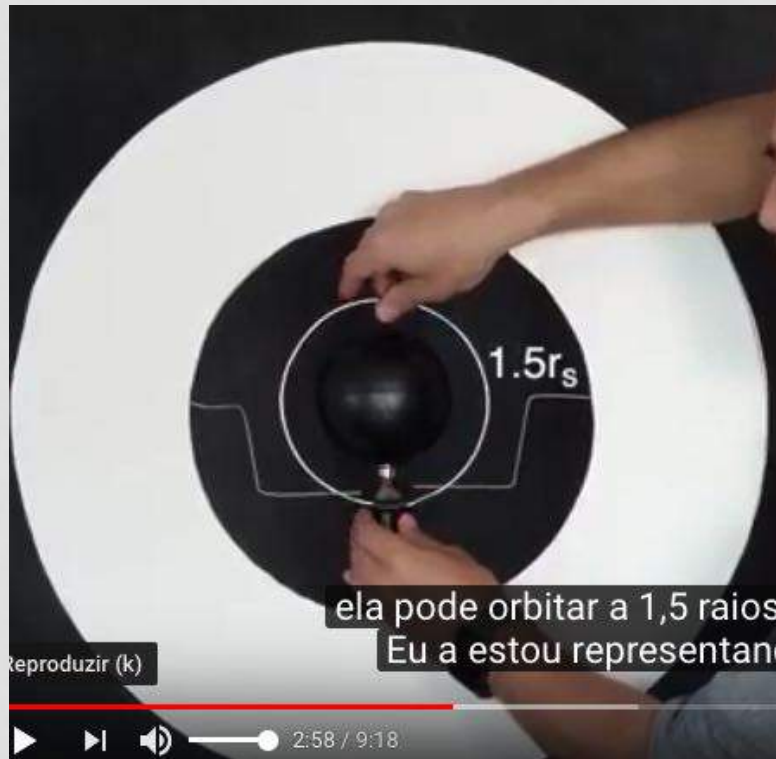 1.5rₛ
ela pode orbitar a 1,5 raios
Eu a estou representan
Reproduzir (k)
2:58 / 9:18